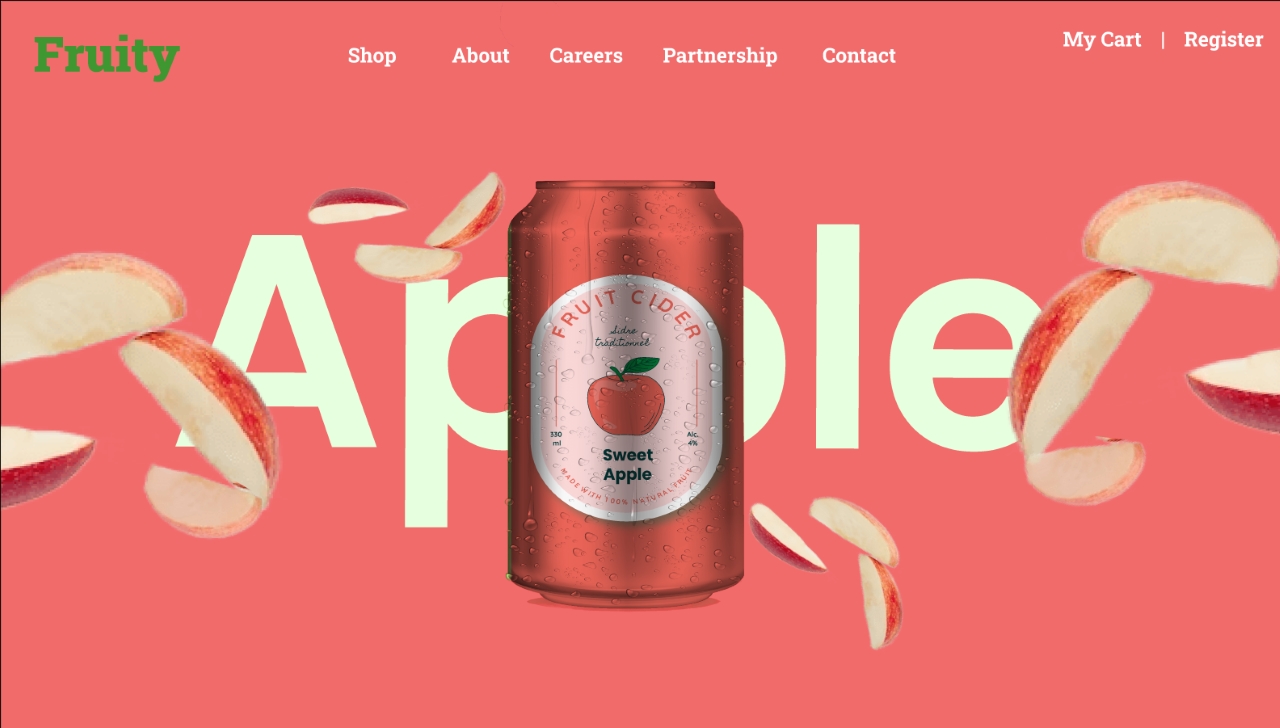 Fruity
Shop About Careers Partnership Contact
My Cart | Register
Apple
FRUIT CIDER
Sidre
traditionnel
330
ml
Alc.
4%
Sweet
Apple
MADE WITH 100% NATURAL FRUIT